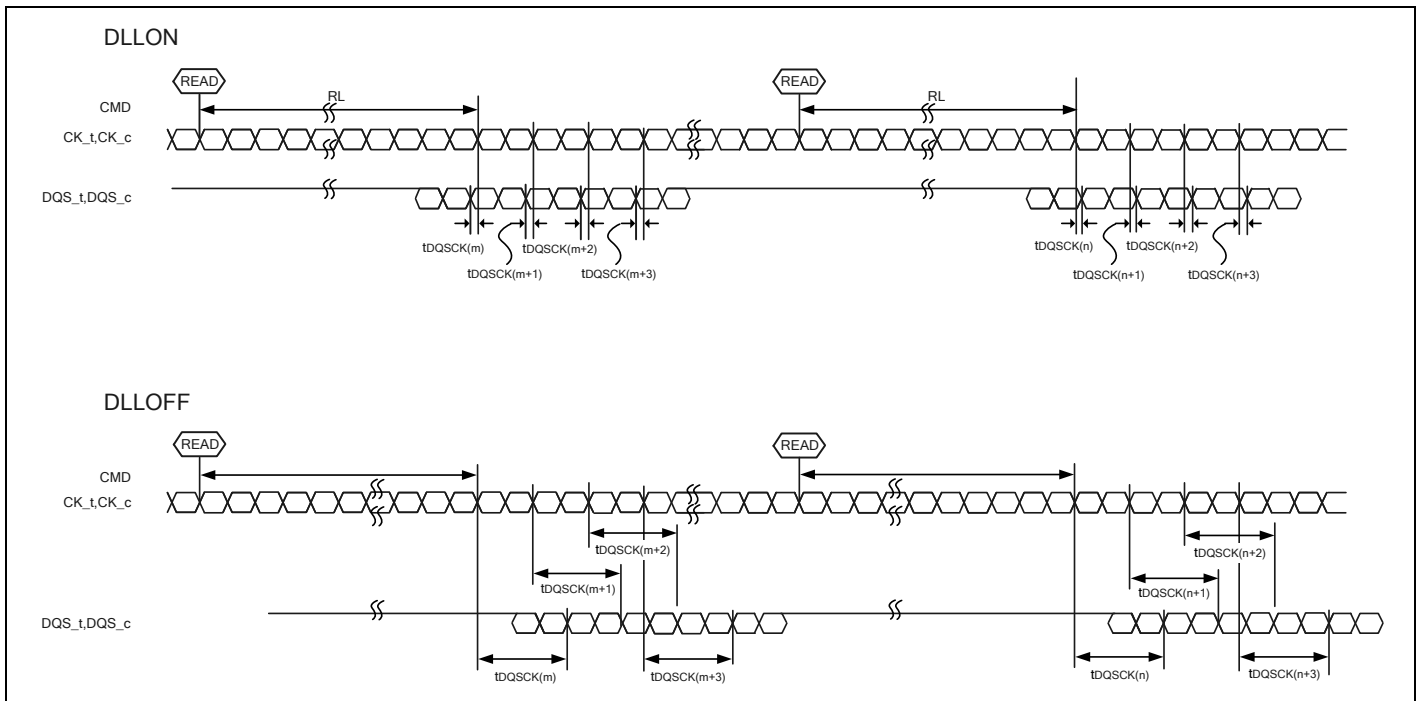 DLLON
READ
READ
RL
RL
CMD
CK_t,CK_c
DQS_t,DQS_c
tDQSCK(m)
tDQSCK(m+2)
tDQSCK(m+1)
tDQSCK(m+3)
tDQSCK(n)
tDQSCK(n+2)
tDQSCK(n+1)
tDQSCK(n+3)
DLLOFF
READ
READ
CMD
CK_t,CK_c
tDQSCK(m+2)
tDQSCK(n+2)
tDQSCK(m+1)
tDQSCK(n+1)
DQS_t,DQS_c
tDQSCK(m)
tDQSCK(m+3)
tDQSCK(n)
tDQSCK(n+3)